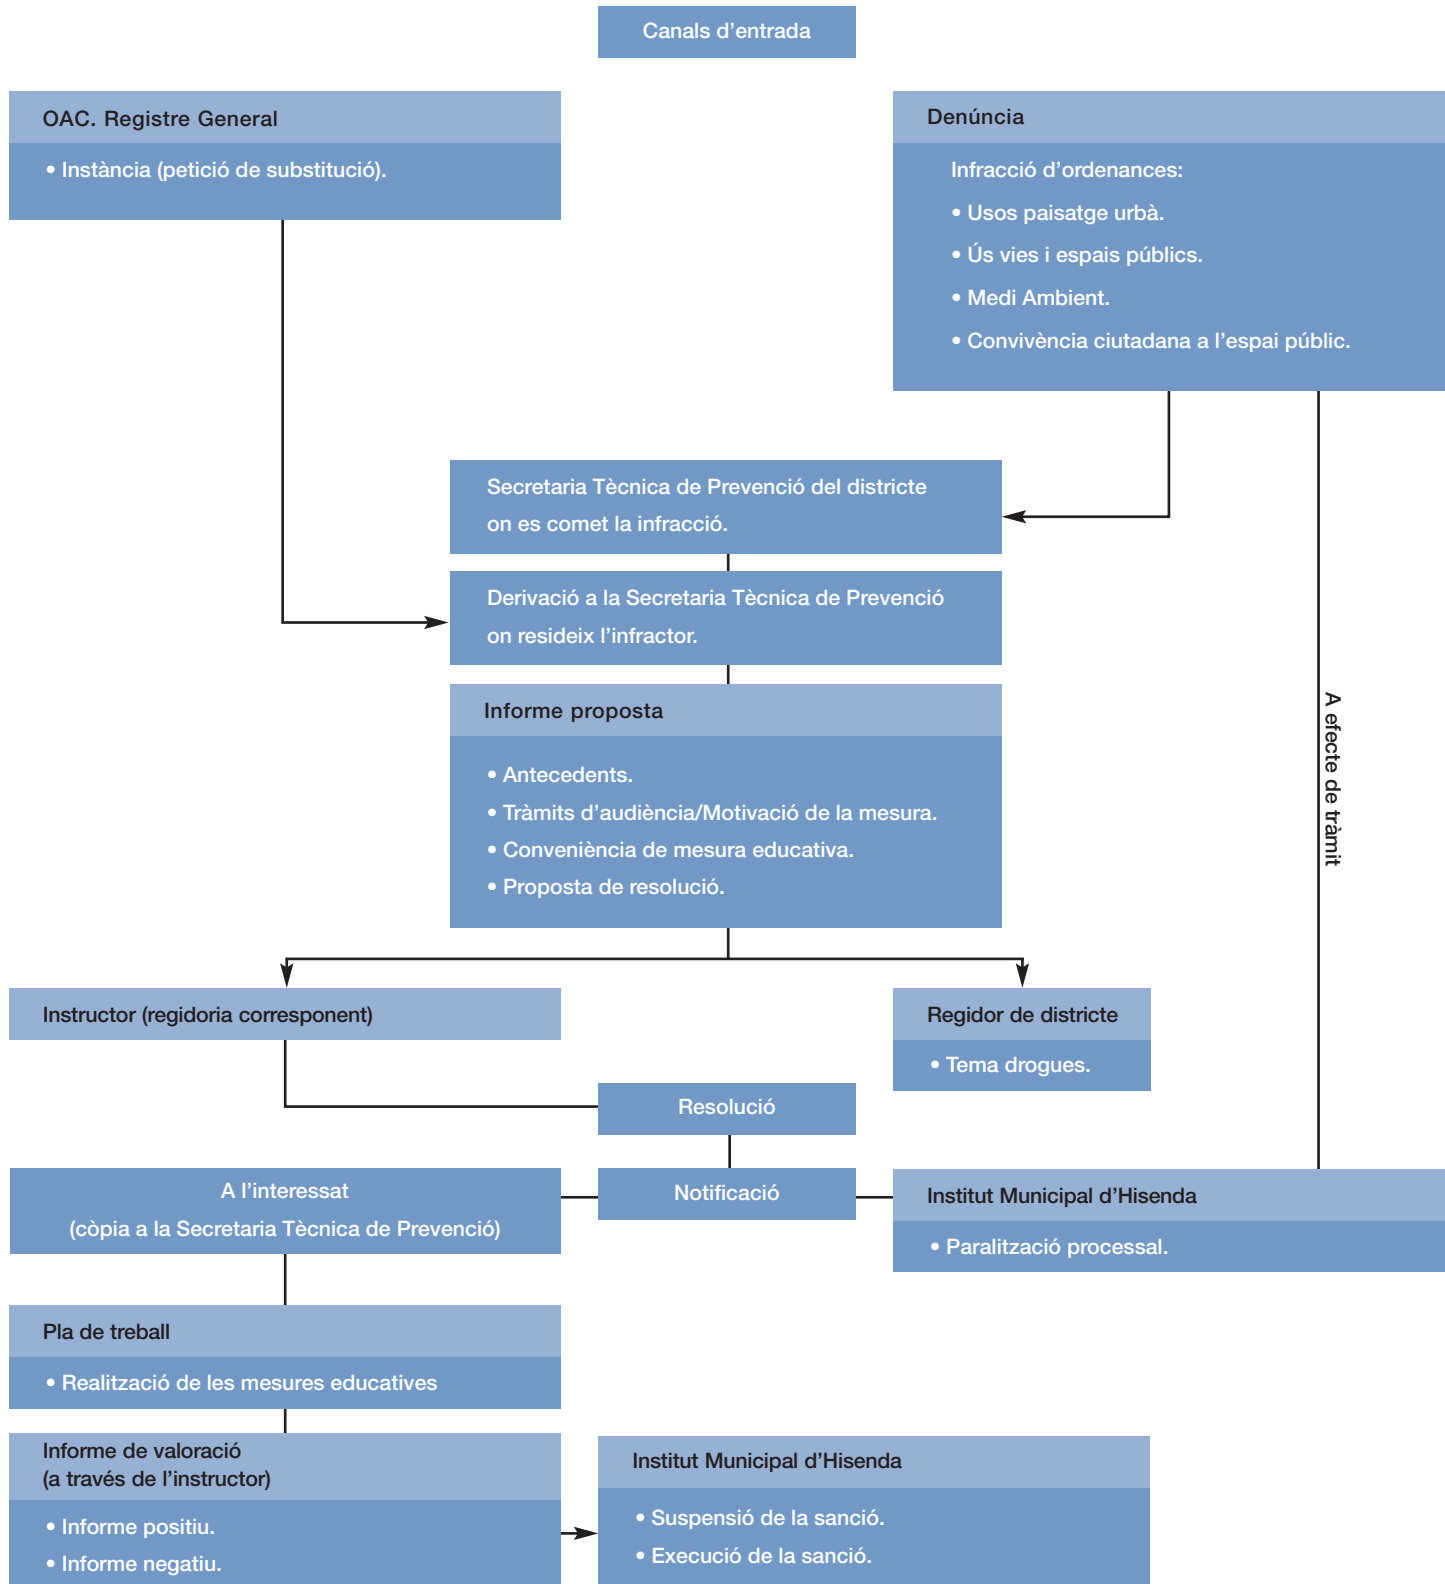 Canals d’entrada
OAC. Registre General
• Instància (petició de substitució).
Denúncia
Infracció d’ordenances:
• Usos paisatge urbà.
• Ús vies i espais públics.
• Medi Ambient.
• Convivència ciutadana a l’espai públic.
Secretaria Tècnica de Prevenció del districte
on es comet la infracció.
Derivació a la Secretaria Tècnica de Prevenció
on resideix l’infractor.
Informe proposta
• Antecedents.
• Tràmits d’audiència/Motivació de la mesura.
• Conveniència de mesura educativa.
• Proposta de resolució.
A efecte de tràmit
Instructor (regidoria corresponent)
Regidor de districte
• Tema drogues.
Resolució
Notificació
A l’interessat
(còpia a la Secretaria Tècnica de Prevenció)
Institut Municipal d’Hisenda
• Paralització processal.
Pla de treball
• Realització de les mesures educatives
Informe de valoració
(a través de l’instructor)
• Informe positiu.
• Informe negatiu.
Institut Municipal d’Hisenda
• Suspensió de la sanció.
• Execució de la sanció.